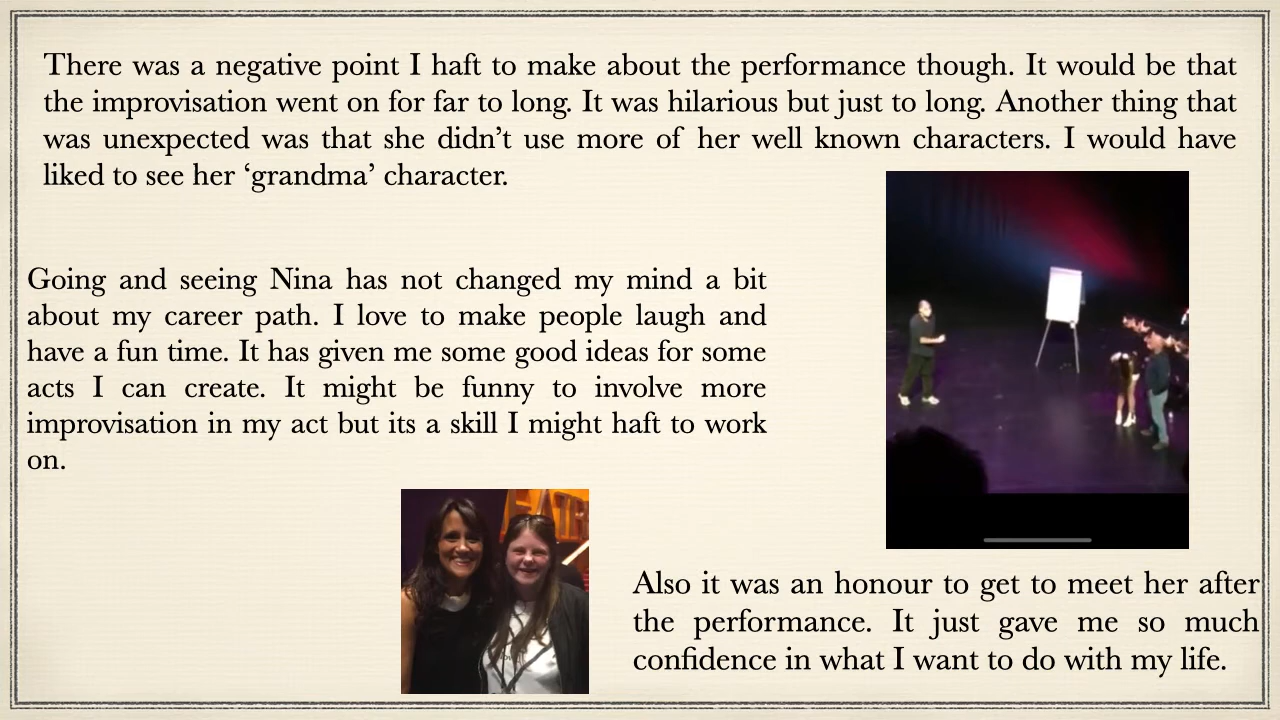 There was a negative point I haft to make about the performance though. It would be that
the improvisation went on for far to long. It was hilarious but just to long. Another thing that
was unexpected was that she didn’t use more of her well known characters. I would have
liked to see her ‘grandma’ character.
Going and seeing Nina has not changed my mind a bit
about my career path. I love to make people laugh and
have a fun time. It has given me some good ideas for some
acts I can create. It might be funny to involve more
improvisation in my act but its a skill I might haft to work
on.
Also it was an honour to get to meet her after
the performance. It just gave me so much
confidence in what I want to do with my life.